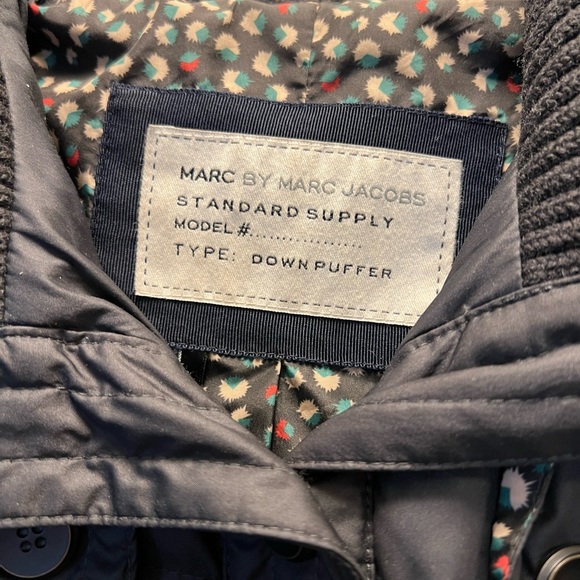 MARC BY MARC JACOBS
STANDARD SUPPLY
MODEL #..................
TYPE: DOWN PUFFER